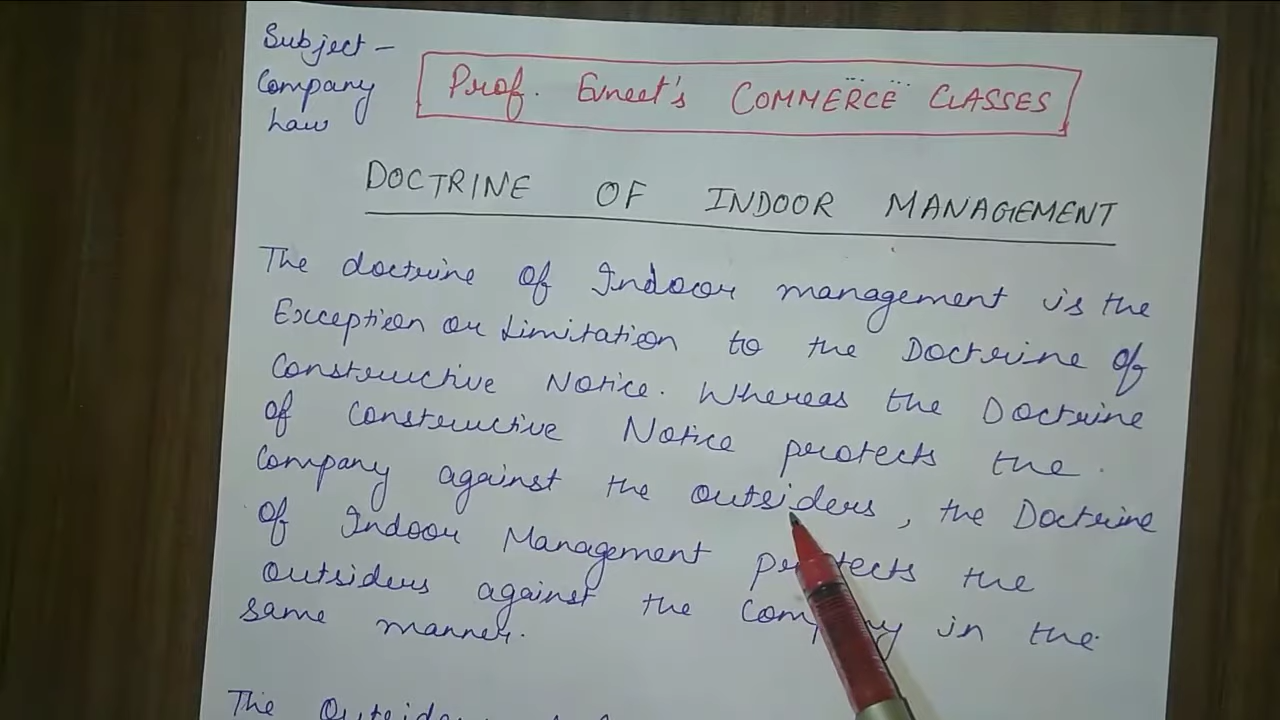 Subject -
Company
Law
Prof. Evneet's COMMERCE CLASSES
DOCTRINE OF INDOOR MANAGEMENT
The doctrine of Indoor management is the
Exception or Limitation to the Doctrine of
Constructive Notice. Whereas the Doctrine
of Constructive Notice protects the
Company against the outsiders, the Doctrine
of Indoor Management protects the
outsiders against the Company in the
same manner.
The